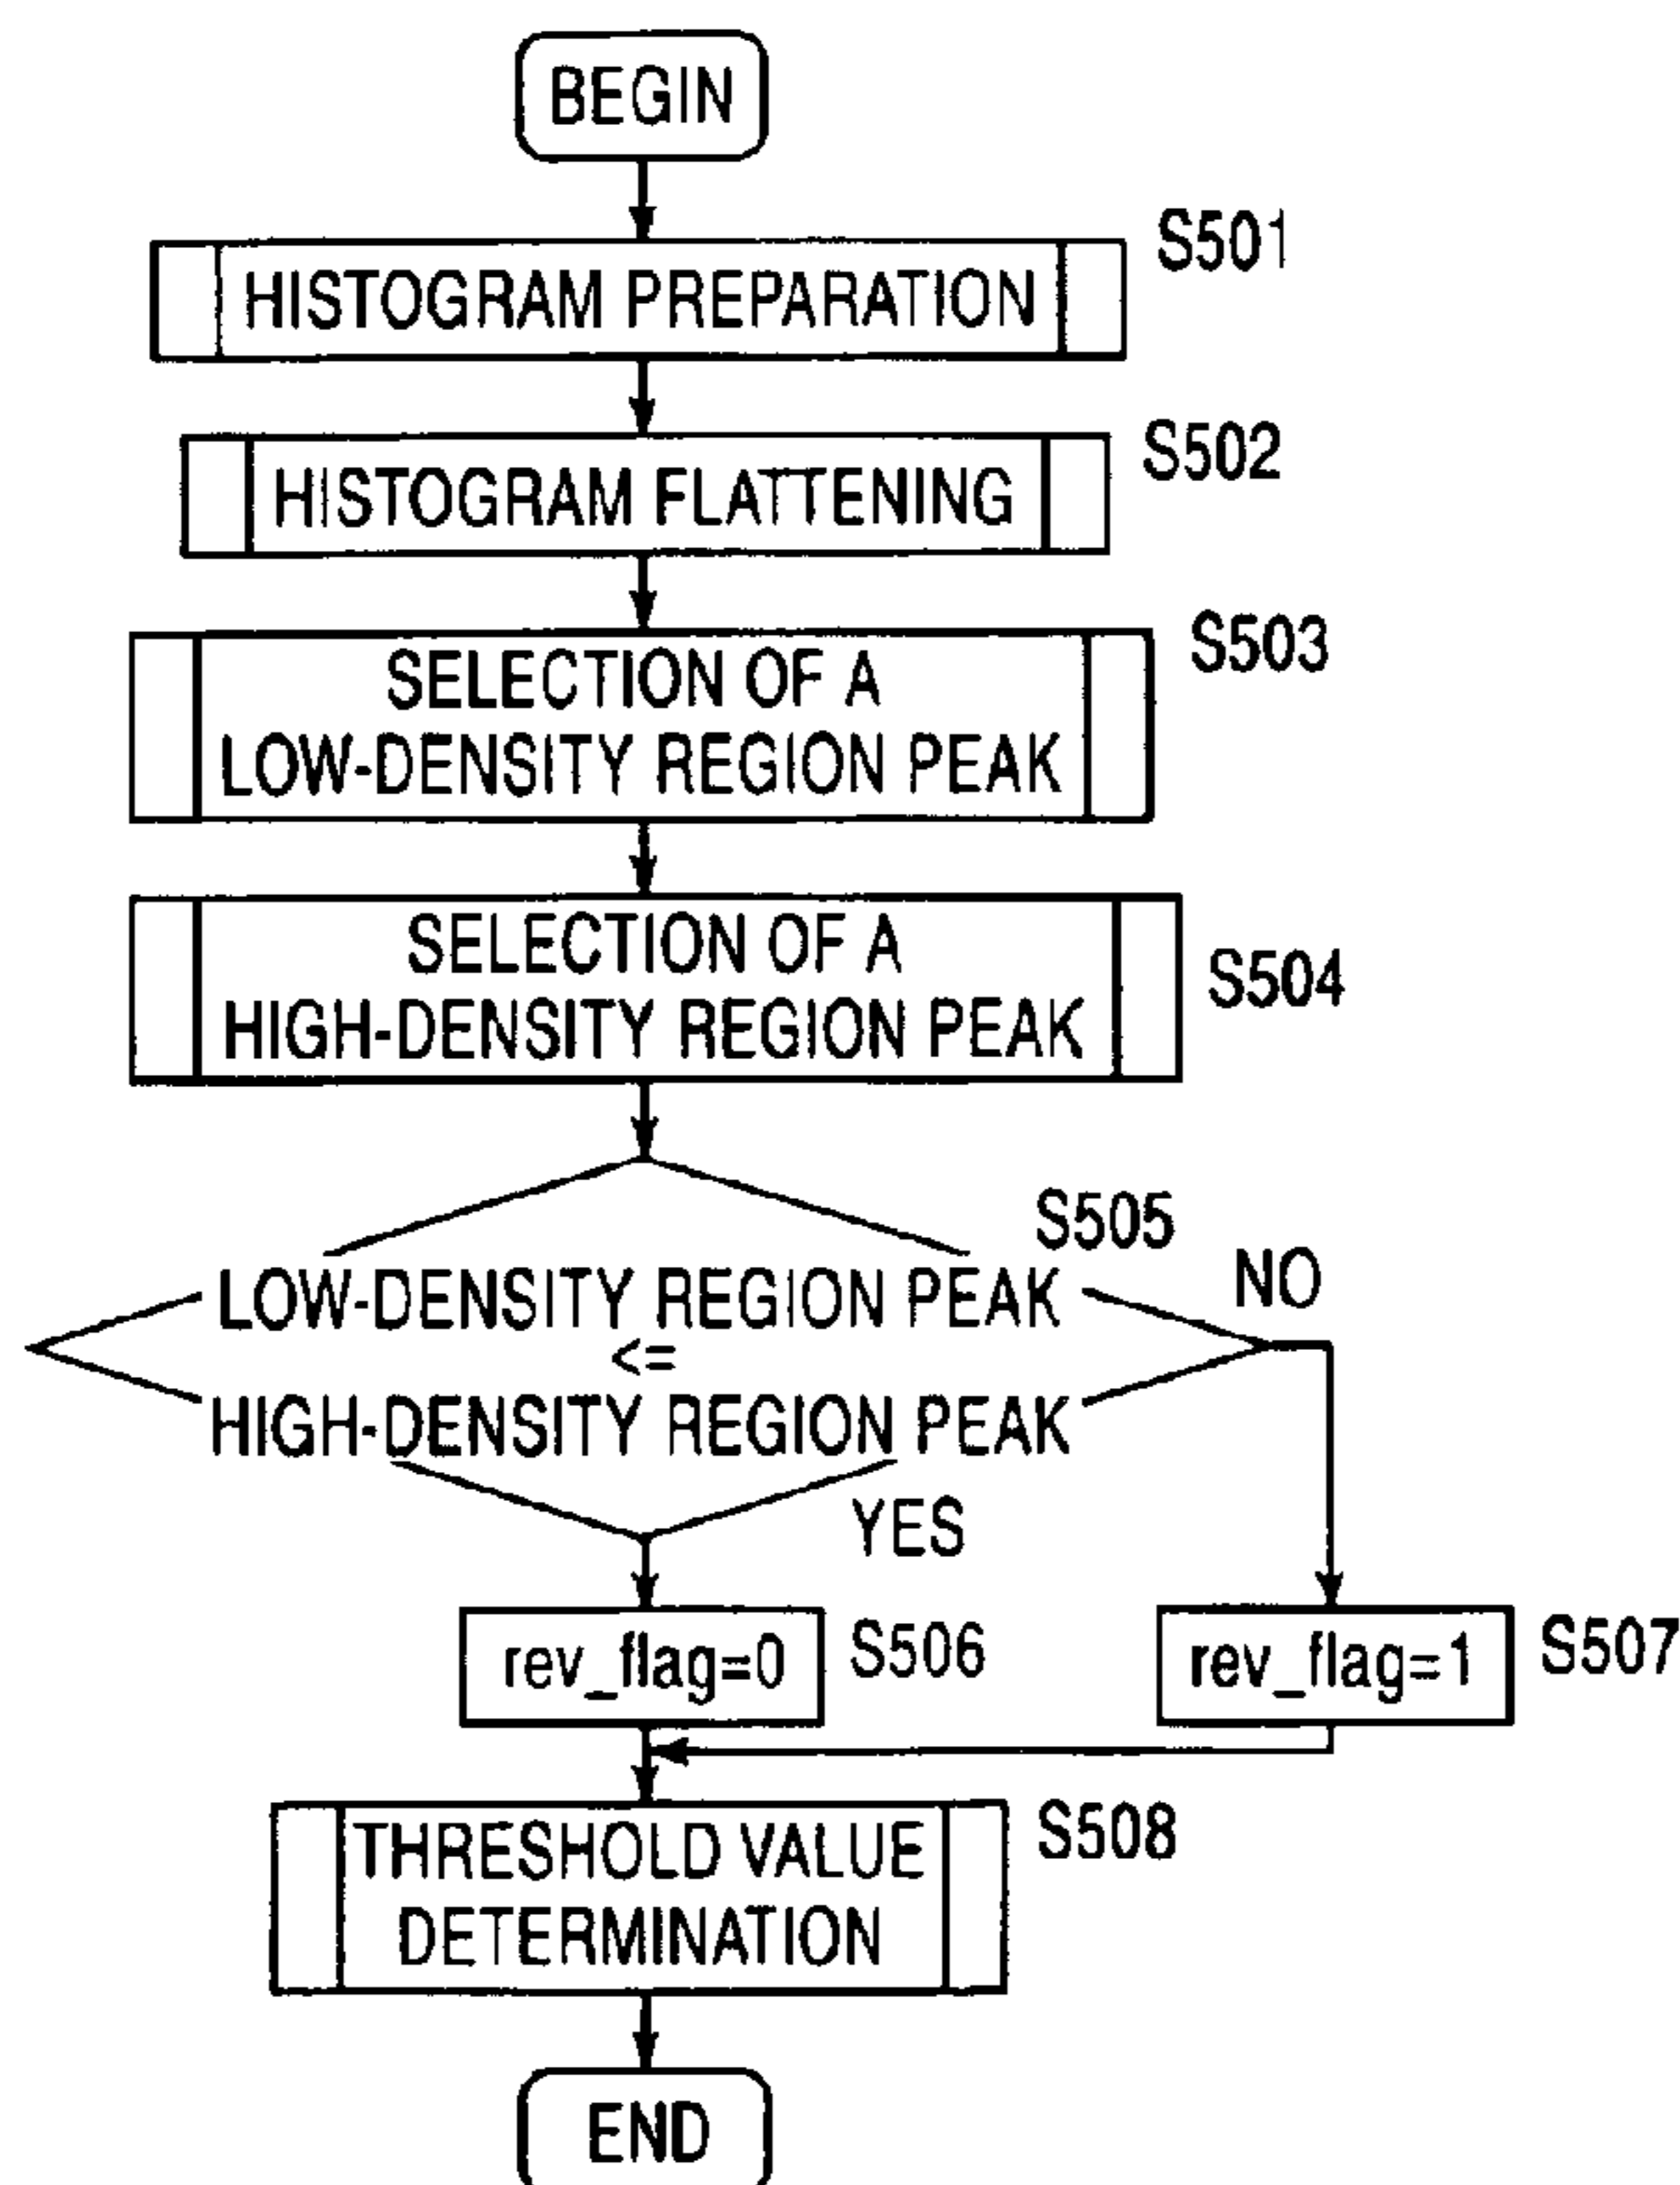 BEGIN
S501
HISTOGRAM PREPARATION
S502
HISTOGRAM FLATTENING
S503
SELECTION OF A
LOW-DENSITY REGION PEAK
SELECTION OF A
HIGH-DENSITY REGION PEAK
S504
S505
LOW-DENSITY REGION PEAK
<=
HIGH-DENSITY REGION PEAK
NO
YES
rev_flag=0
S506
rev_flag=1
S507
THRESHOLD VALUE
DETERMINATION
S508
END